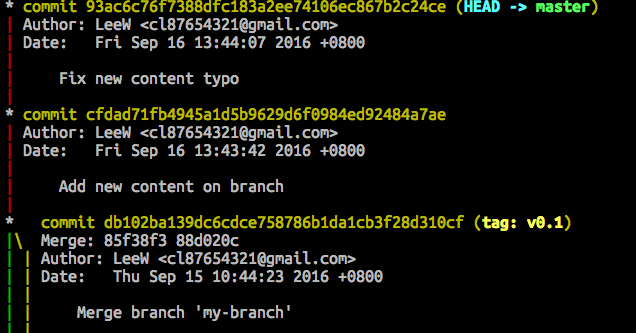 * commit 93ac6c76f7388dfc183a2ee74106ec867b2c24ce (HEAD -> master)
| Author: LeeW <cl87654321@gmail.com>
| Date:   Fri Sep 16 13:44:07 2016 +0800
|
|     Fix new content typo
|
* commit cfdad71fb4945a1d5b9629d6f0984ed92484a7ae
| Author: LeeW <cl87654321@gmail.com>
| Date:   Fri Sep 16 13:43:42 2016 +0800
|
|     Add new content on branch
|
*   commit db102ba139dc6cdce758786b1da1cb3f28d310cf (tag: v0.1)
|\  Merge: 85f38f3 88d020c
| | Author: LeeW <cl87654321@gmail.com>
| | Date:   Thu Sep 15 10:44:23 2016 +0800
| |
| |     Merge branch 'my-branch'
| |